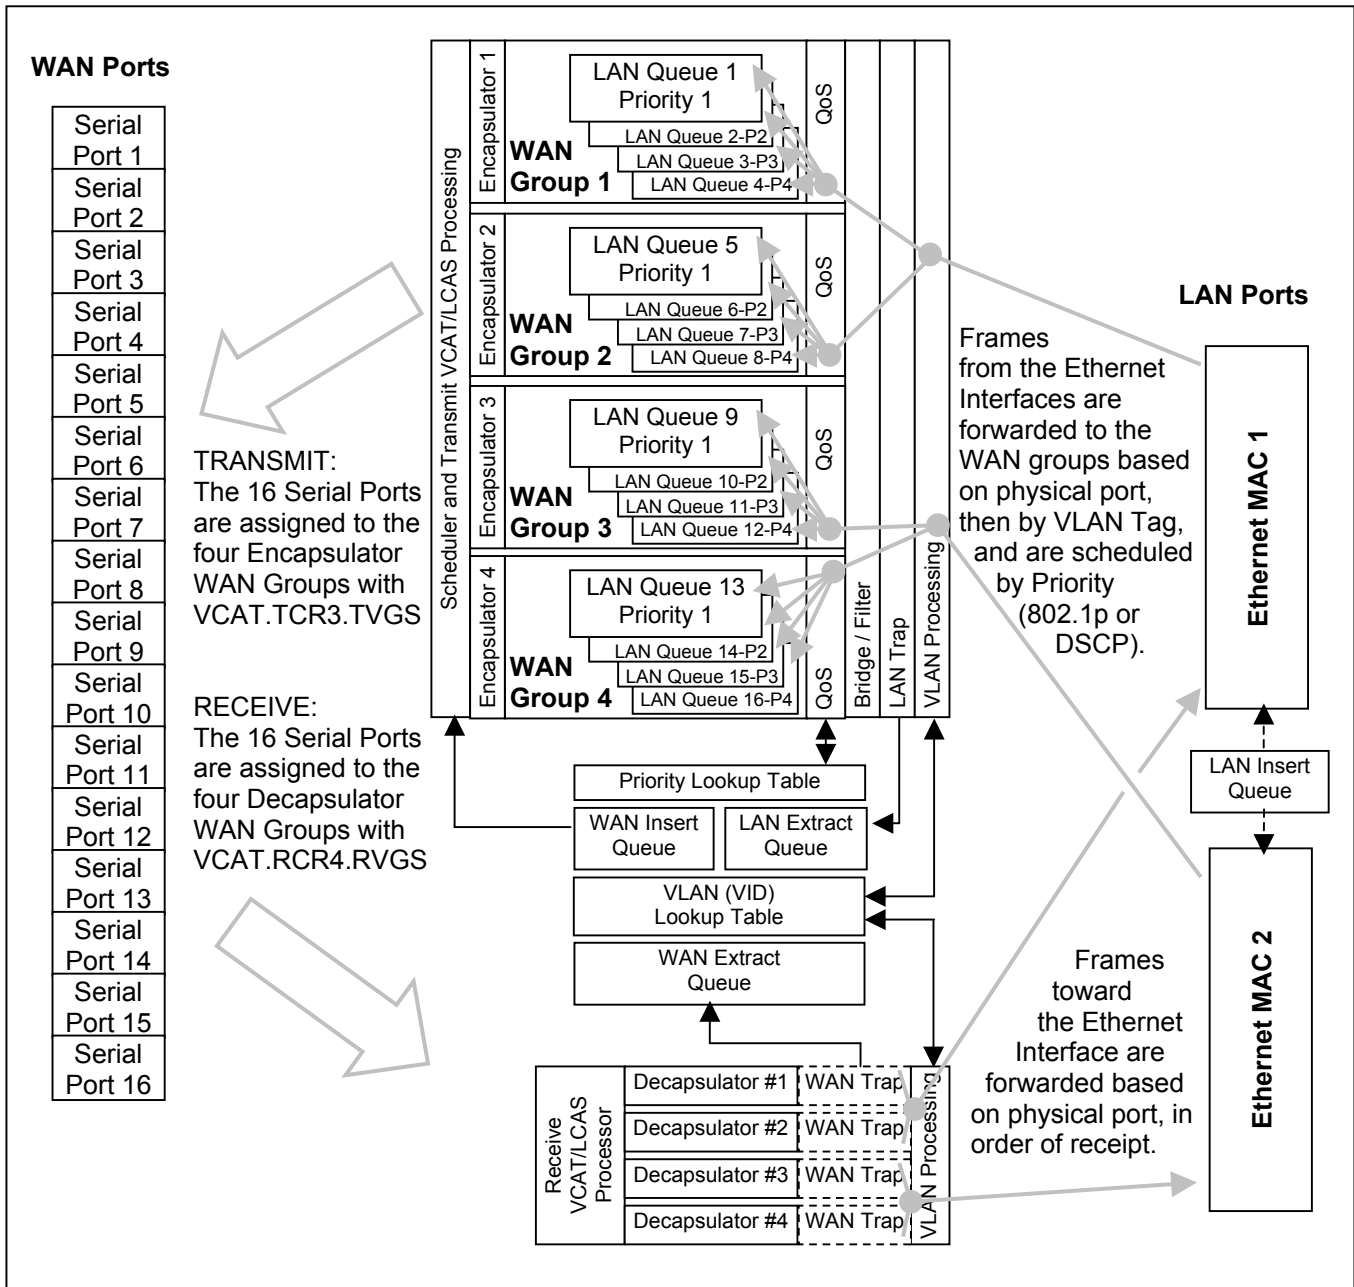 WAN Ports
Serial
Port 1
Serial
Port 2
Serial
Port 3
Serial
Port 4
Serial
Port 5
Serial
Port 6
Serial
Port 7
Serial
Port 8
Serial
Port 9
Serial
Port 10
Serial
Port 11
Serial
Port 12
Serial
Port 13
Serial
Port 14
Serial
Port 15
Serial
Port 16
TRANSMIT:
The 16 Serial Ports
are assigned to the
four Encapsulator
WAN Groups with
VCAT.TCR3.TVGS
RECEIVE:
The 16 Serial Ports
are assigned to the
four Decapsulator
WAN Groups with
VCAT.RCR4.RVGS
Scheduler and Transmit VCAT/LCAS Processing
Encapsulator 1
WAN
Group 1
LAN Queue 1
Priority 1
LAN Queue 2-P2
LAN Queue 3-P3
LAN Queue 4-P4
QoS
Encapsulator 2
WAN
Group 2
LAN Queue 5
Priority 1
LAN Queue 6-P2
LAN Queue 7-P3
LAN Queue 8-P4
QoS
Encapsulator 3
WAN
Group 3
LAN Queue 9
Priority 1
LAN Queue 10-P2
LAN Queue 11-P3
LAN Queue 12-P4
QoS
Encapsulator 4
WAN
Group 4
LAN Queue 13
Priority 1
LAN Queue 14-P2
LAN Queue 15-P3
LAN Queue 16-P4
QoS
Bridge / Filter
LAN Trap
VLAN Processing
Priority Lookup Table
WAN Insert
Queue
LAN Extract
Queue
VLAN (VID)
Lookup Table
WAN Extract
Queue
Receive
VCAT/LCAS
Processor
Decapsulator #1
WAN Trap
Decapsulator #2
WAN Trap
Decapsulator #3
WAN Trap
Decapsulator #4
WAN Trap
VLAN Processing
Frames
from the Ethernet
Interfaces are
forwarded to the
WAN groups based
on physical port,
then by VLAN Tag,
and are scheduled
by Priority
(802.1p or
DSCP).
Frames
toward
the Ethernet
Interface are
forwarded based
on physical port, in
order of receipt.
LAN Ports
Ethernet MAC 1
LAN Insert
Queue
Ethernet MAC 2